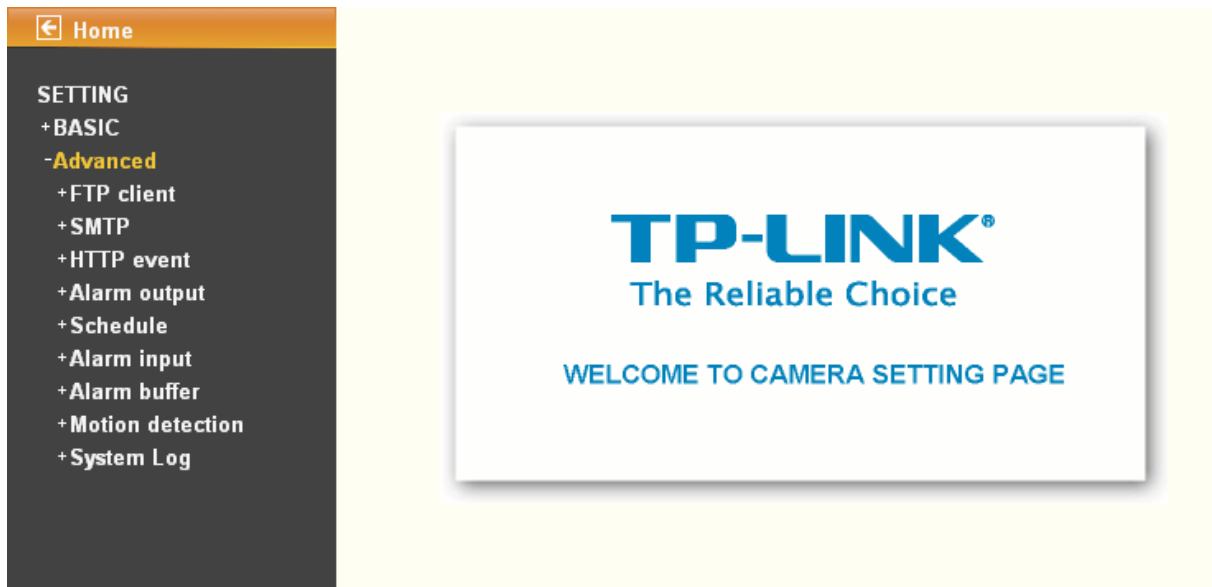 Home
SETTING
+BASIC
-Advanced
+FTP client
+SMTP
+HTTP event
+Alarm output
+Schedule
+Alarm input
+Alarm buffer
+Motion detection
+System Log
TP-LINK®
The Reliable Choice
WELCOME TO CAMERA SETTING PAGE